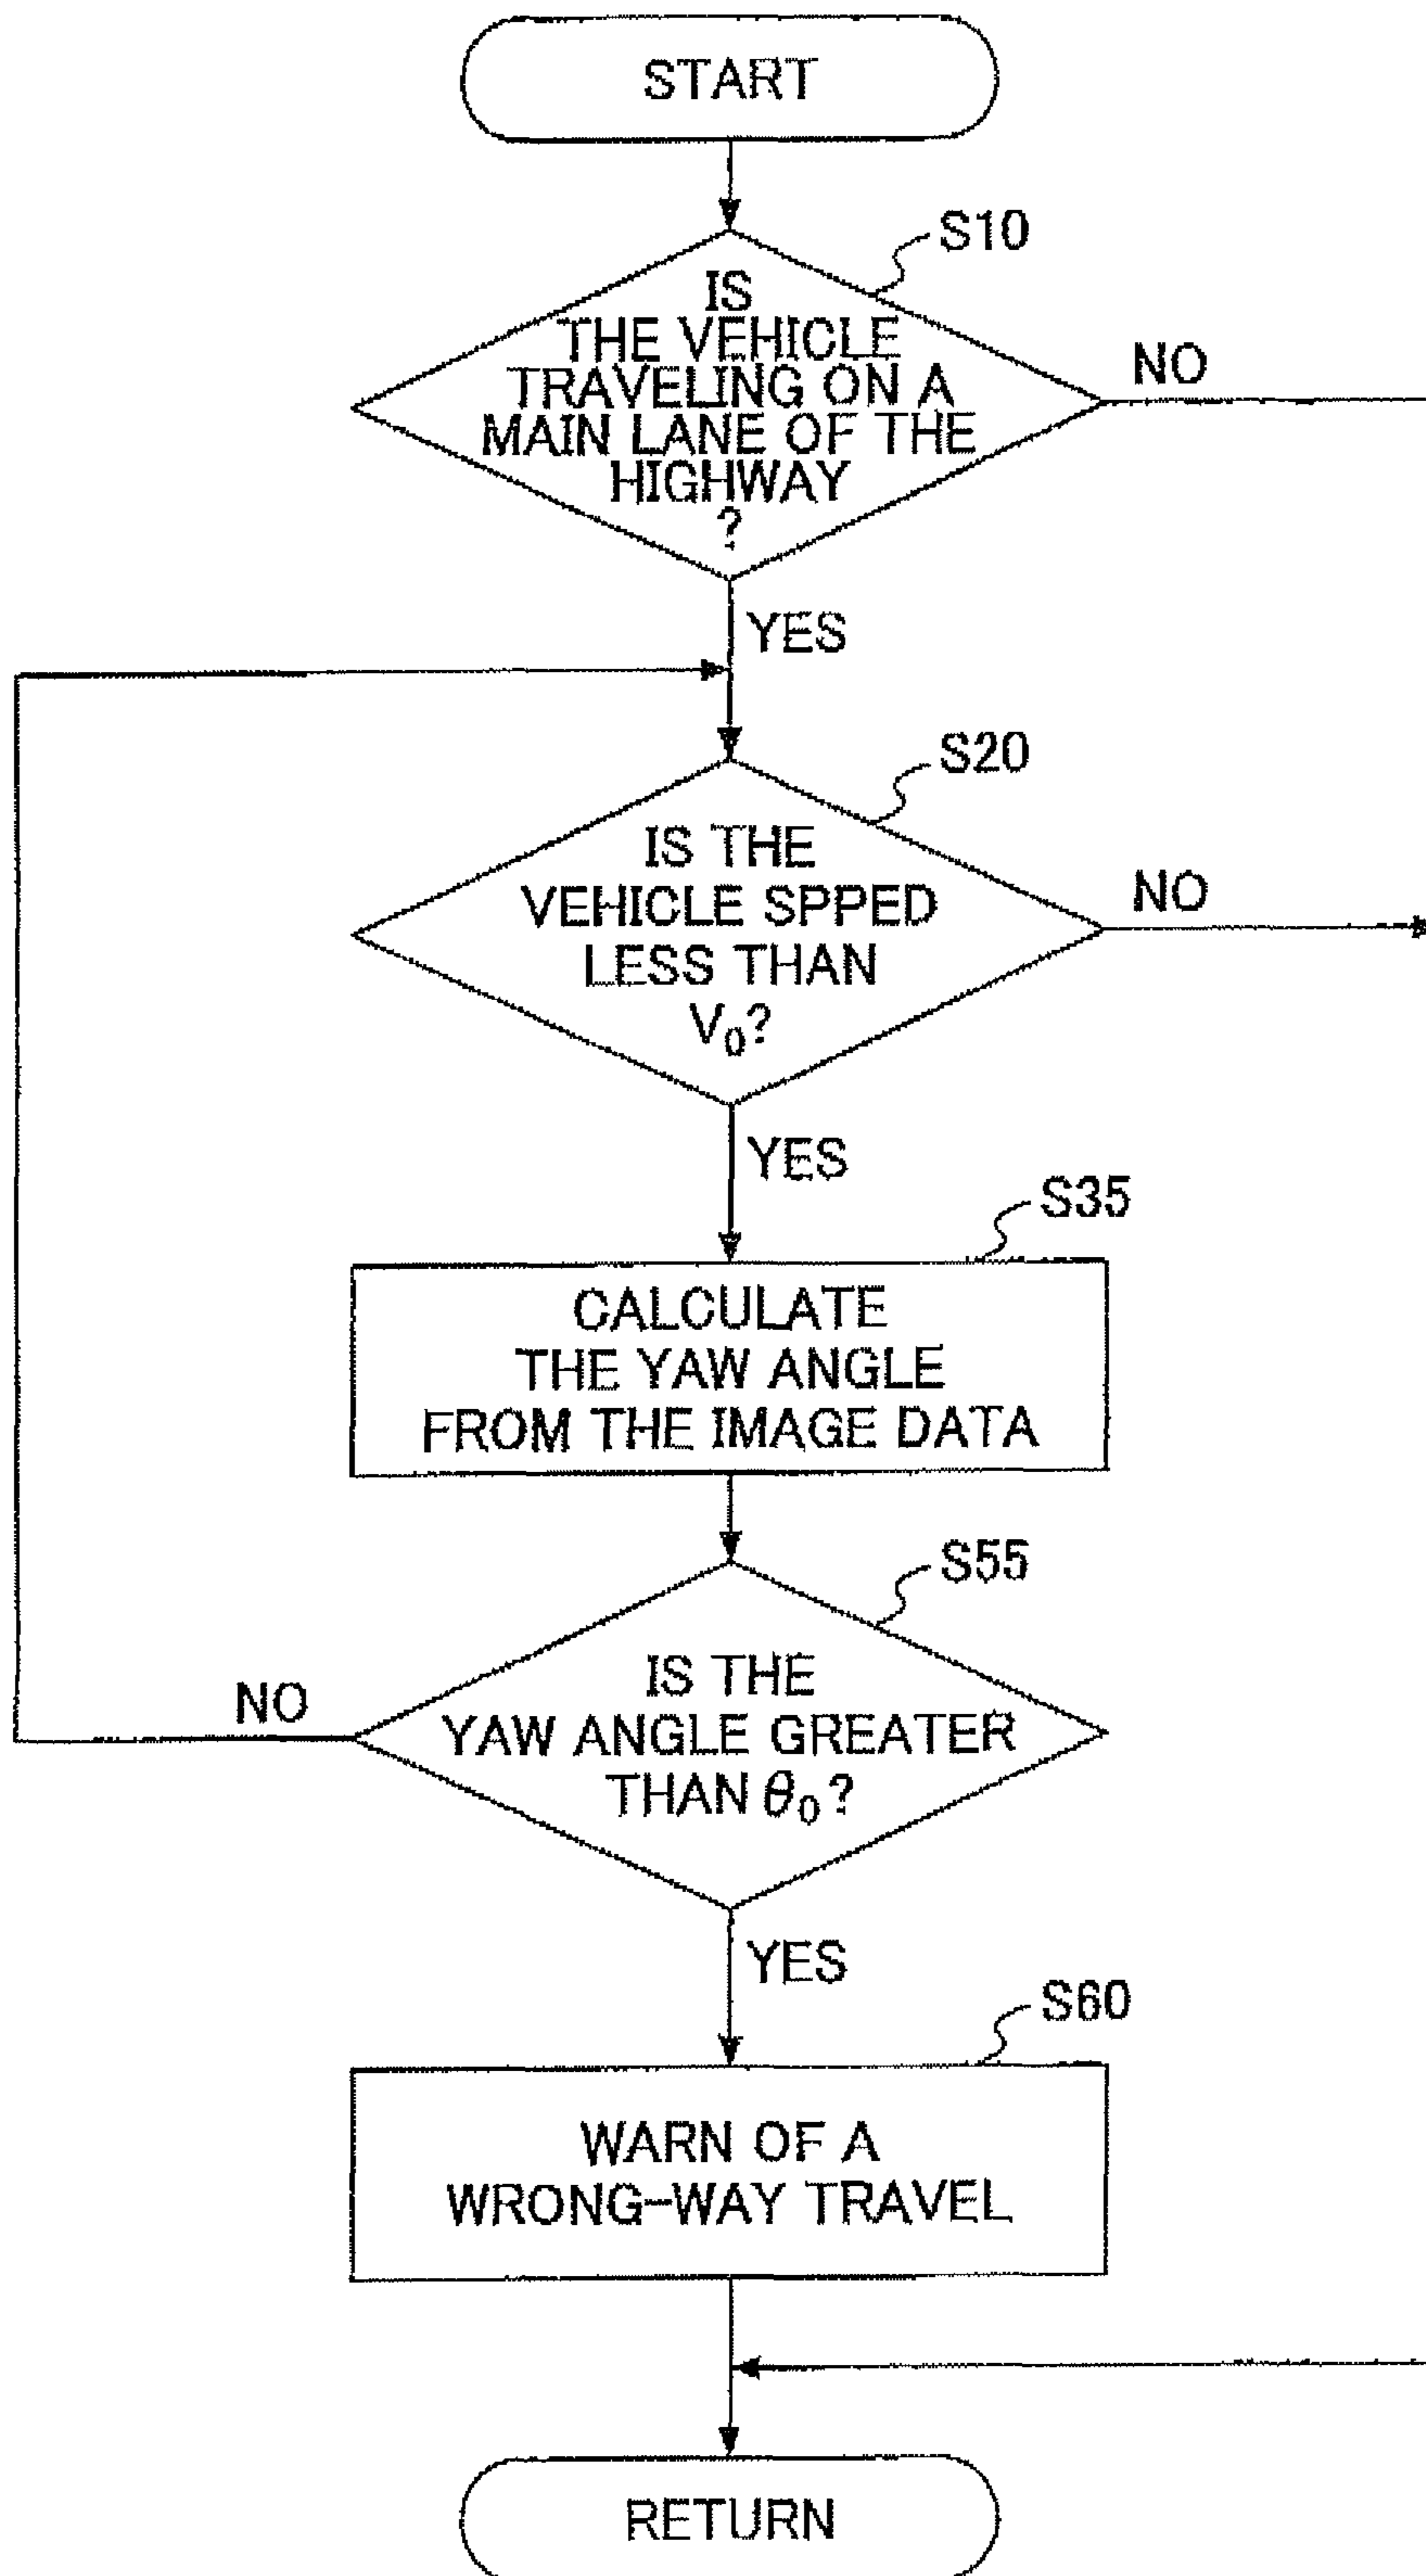 START
S10
IS
THE VEHICLE
TRAVELING ON A
MAIN LANE OF THE
HIGHWAY
?
NO
YES
S20
IS THE
VEHICLE SPPED
LESS THAN
V₀?
NO
YES
S35
CALCULATE
THE YAW ANGLE
FROM THE IMAGE DATA
S55
IS THE
YAW ANGLE GREATER
THAN θ₀?
NO
YES
S60
WARN OF A
WRONG-WAY TRAVEL
RETURN